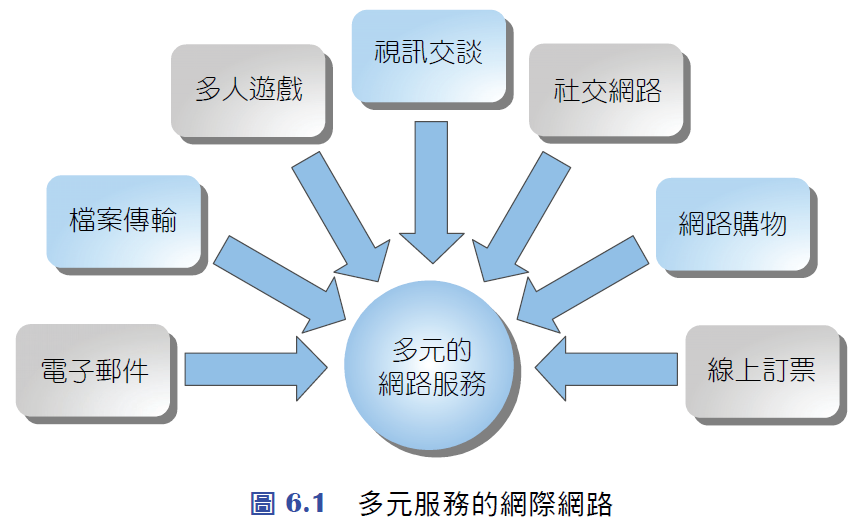 視訊交談
多人遊戲
社交網路
檔案傳輸
網路購物
電子郵件
多元的
網路服務
線上訂票
圖 6.1 多元服務的網際網路